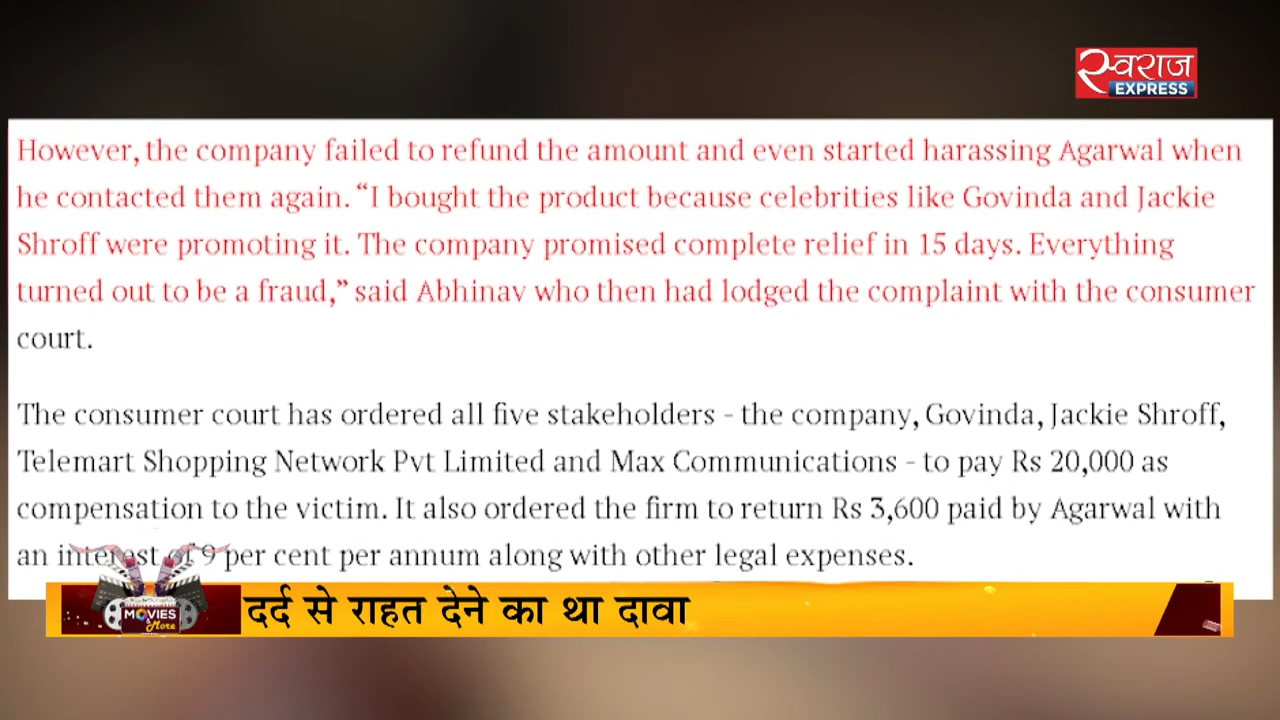 स्वराज
EXPRESS
However, the company failed to refund the amount and even started harassing Agarwal when
he contacted them again. “I bought the product because celebrities like Govinda and Jackie
Shroff were promoting it. The company promised complete relief in 15 days. Everything
turned out to be a fraud,” said Abhinav who then had lodged the complaint with the consumer
court.
The consumer court has ordered all five stakeholders - the company, Govinda, Jackie Shroff,
Telemart Shopping Network Pvt Limited and Max Communications - to pay Rs 20,000 as
compensation to the victim. It also ordered the firm to return Rs 3,600 paid by Agarwal with
an interest of 9 per cent per annum along with other legal expenses.
MOVIES
& More
दर्द से राहत देने का था दावा